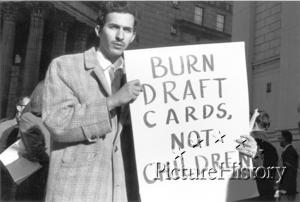 BURN
DRAFT
CARDS,
NOT
CHILDREN
PictureHistory